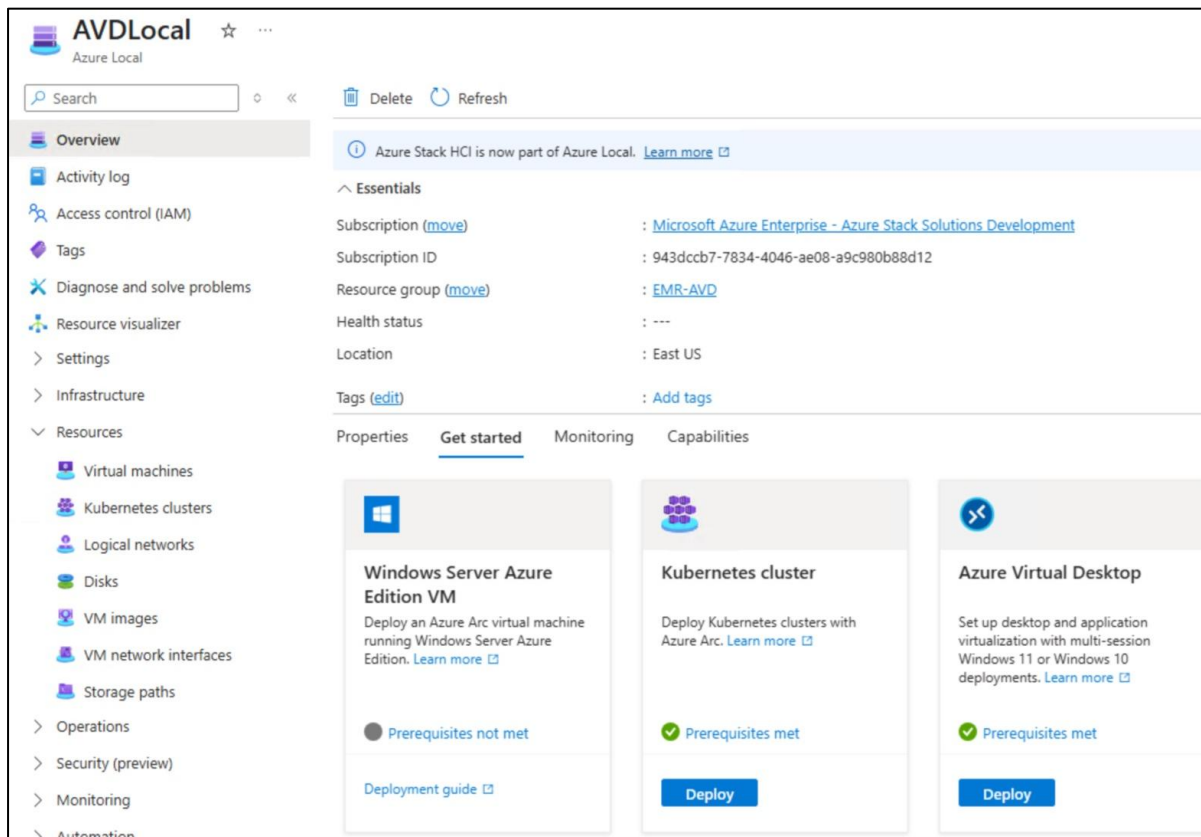 AVDLocal
Azure Local
Search
Overview
Activity log
Access control (IAM)
Tags
Diagnose and solve problems
Resource visualizer
Settings
Infrastructure
Resources
Virtual machines
Kubernetes clusters
Logical networks
Disks
VM images
VM network interfaces
Storage paths
Operations
Security (preview)
Monitoring
Automation
Delete Refresh
Azure Stack HCI is now part of Azure Local. Learn more
Essentials
Subscription (move) : Microsoft Azure Enterprise - Azure Stack Solutions Development
Subscription ID : 943dccb7-7834-4046-ae08-a9c980b88d12
Resource group (move) : EMR-AVD
Health status : ---
Location : East US
Tags (edit) : Add tags
Properties Get started Monitoring Capabilities
Windows Server Azure
Edition VM
Deploy an Azure Arc virtual machine
running Windows Server Azure
Edition. Learn more
Prerequisites not met
Deployment guide
Kubernetes cluster
Deploy Kubernetes clusters with
Azure Arc. Learn more
Prerequisites met
Deploy
Azure Virtual Desktop
Set up desktop and application
virtualization with multi-session
Windows 11 or Windows 10
deployments. Learn more
Prerequisites met
Deploy